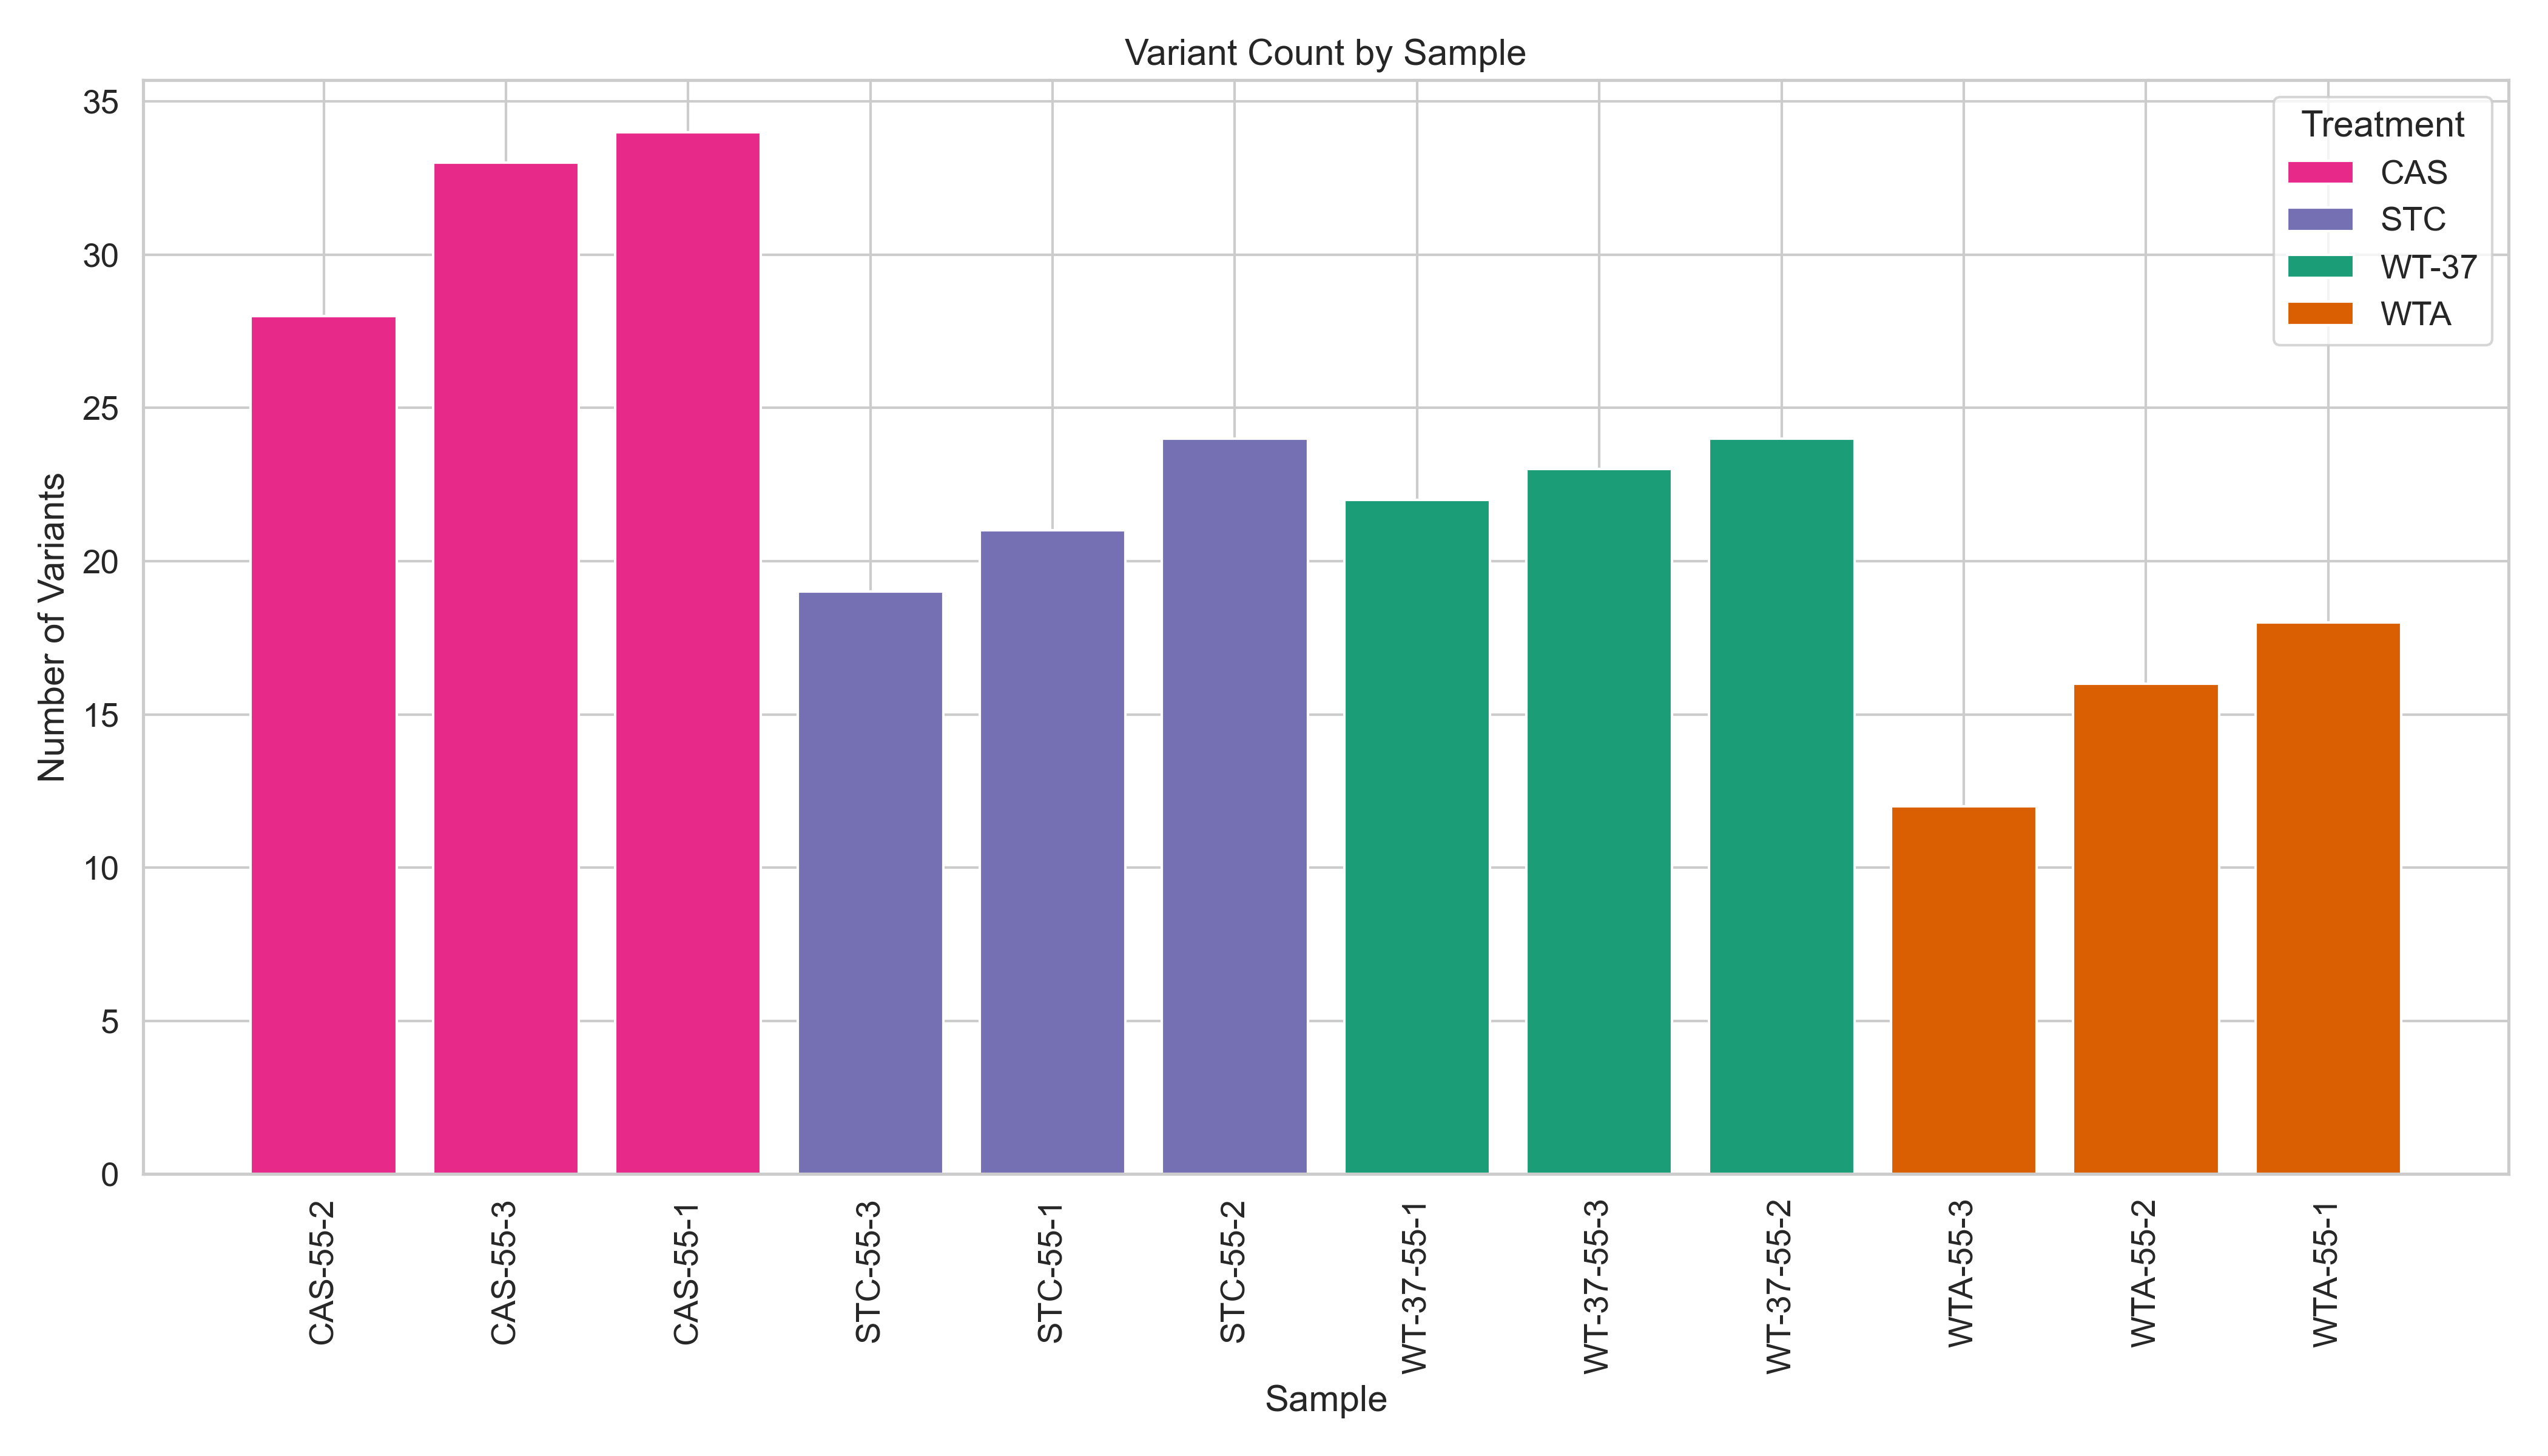 Variant Count by Sample
Number of Variants
35
30
25
20
15
10
5
0
Treatment
CAS
STC
WT-37
WTA
CAS-55-2
CAS-55-3
CAS-55-1
STC-55-3
STC-55-1
STC-55-2
WT-37-55-1
WT-37-55-3
WT-37-55-2
WTA-55-3
WTA-55-2
WTA-55-1
Sample